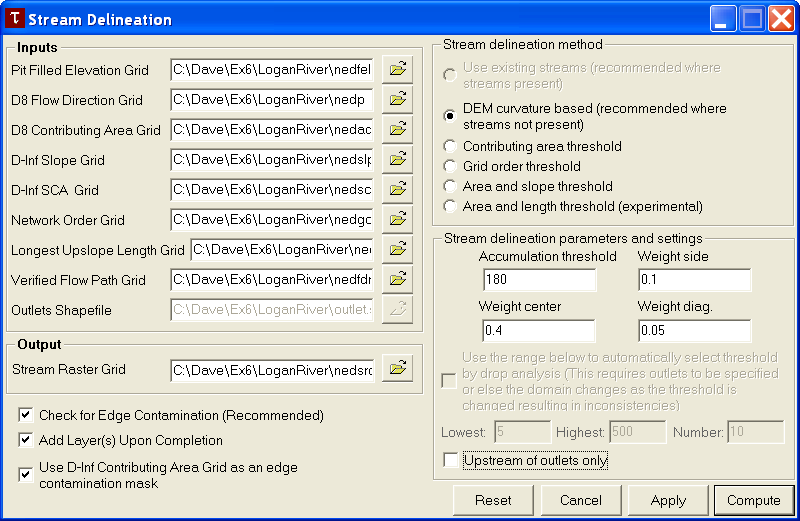 Stream Delineation
Inputs
Pit Filled Elevation Grid C:\Dave\Ex6\LoganRiver\nedfel
D8 Flow Direction Grid C:\Dave\Ex6\LoganRiver\nedp
D8 Contributing Area Grid C:\Dave\Ex6\LoganRiver\nedac
D-Inf Slope Grid C:\Dave\Ex6\LoganRiver\nedslp
D-Inf SCA Grid C:\Dave\Ex6\LoganRiver\nedsc
Network Order Grid C:\Dave\Ex6\LoganRiver\nedgo
Longest Upslope Length Grid C:\Dave\Ex6\LoganRiver\ned
Verified Flow Path Grid C:\Dave\Ex6\LoganRiver\nedfdr
Outlets Shapefile C:\Dave\Ex6\LoganRiver\outlet.s
Output
Stream Raster Grid C:\Dave\Ex6\LoganRiver\nedsrc
Check for Edge Contamination (Recommended)
Add Layer(s) Upon Completion
Use D-Inf Contributing Area Grid as an edge
contamination mask
Stream delineation method
Use existing streams (recommended where
streams present)
DEM curvature based (recommended where
streams not present)
Contributing area threshold
Grid order threshold
Area and slope threshold
Area and length threshold (experimental)
Stream delineation parameters and settings
Accumulation threshold Weight side
180 0.1
Weight center Weight diag.
0.4 0.05
Use the range below to automatically select threshold
by drop analysis (This requires outlets to be specified
or else the domain changes as the threshold is
changed resulting in inconsistencies)
Lowest: 5 Highest: 500 Number: 10
Upstream of outlets only
Reset Cancel Apply Compute